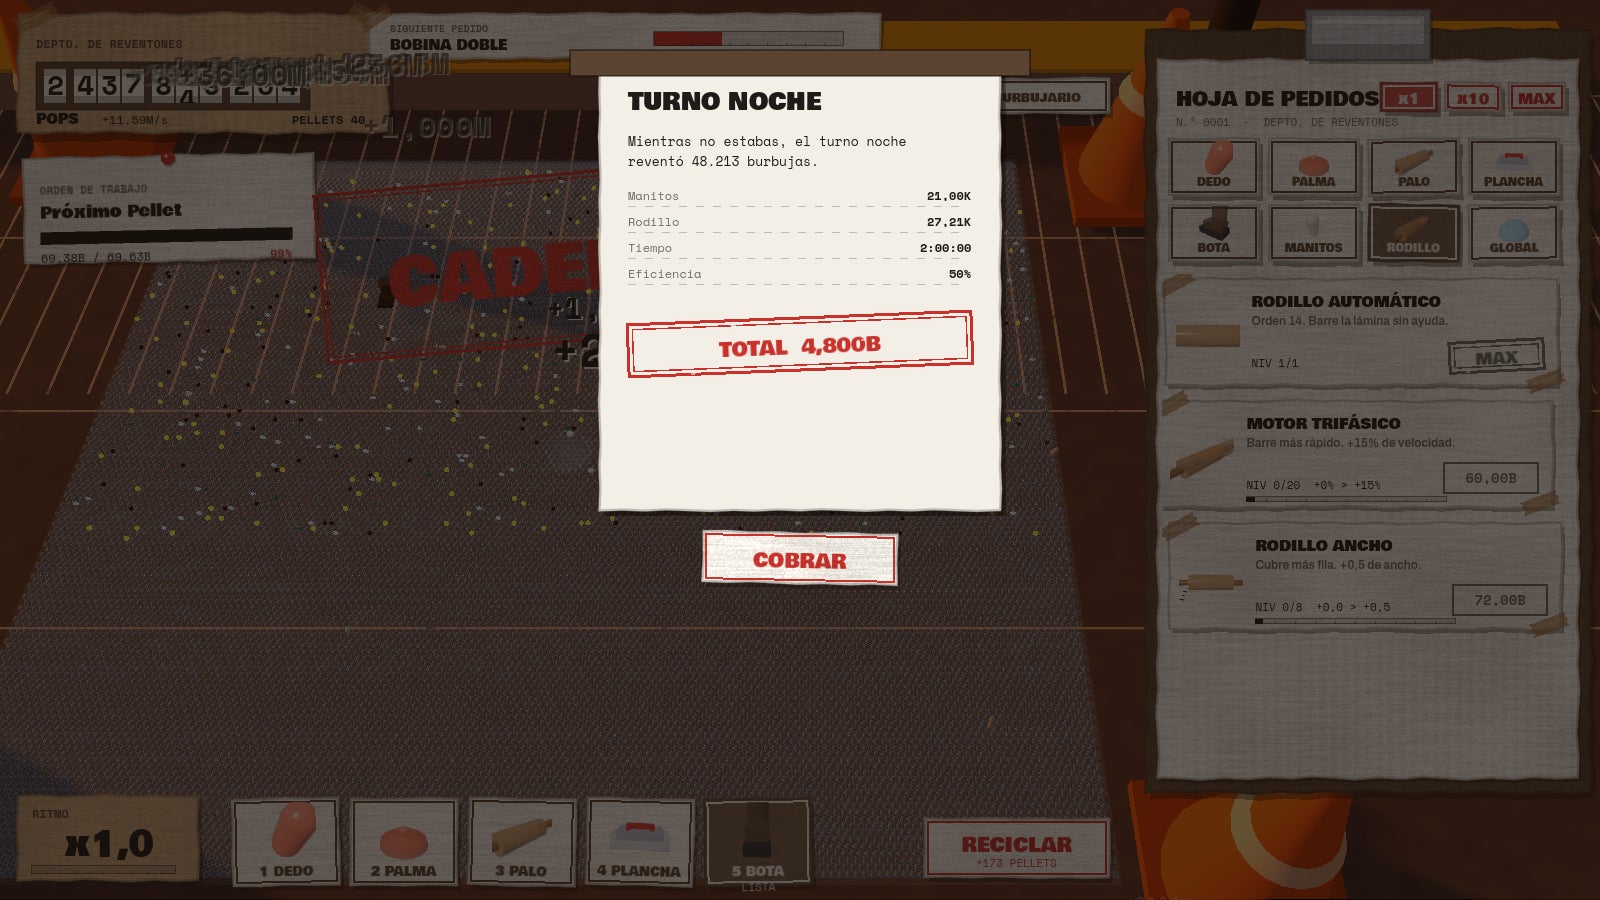 DEPTO. DE REVENTONES
POPS +11,59M/s PELLETS 40
SIGUIENTE PEDIDO
BOBINA DOBLE
+1,000M
ORDEN DE TRABAJO
Próximo Pellet
69.38B / 69.63B 99%
TURNO NOCHE
Mientras no estabas, el turno noche
reventó 48.213 burbujas.
Manitos 21,00K
Rodillo 27,21K
Tiempo 2:00:00
Eficiencia 50%
TOTAL 4,800B
COBRAR
HOJA DE PEDIDOS x1 x10 MAX
N.° 0001 - DEPTO. DE REVENTONES
DEDO PALMA PALO PLANCHA
BOTA MANITOS RODILLO GLOBAL
RODILLO AUTOMÁTICO
Orden 14. Barre la lámina sin ayuda.
NIV 1/1 MAX
MOTOR TRIFÁSICO
Barre más rápido. +15% de velocidad.
NIV 0/20 +0% > +15% 60,00B
RODILLO ANCHO
Cubre más fila. +0,5 de ancho.
NIV 0/8 +0,0 > +0,5 72,00B
RITMO
x1,0
1 DEDO 2 PALMA 3 PALO 4 PLANCHA 5 BOTA
LISTA
RECICLAR
+173 PELLETS